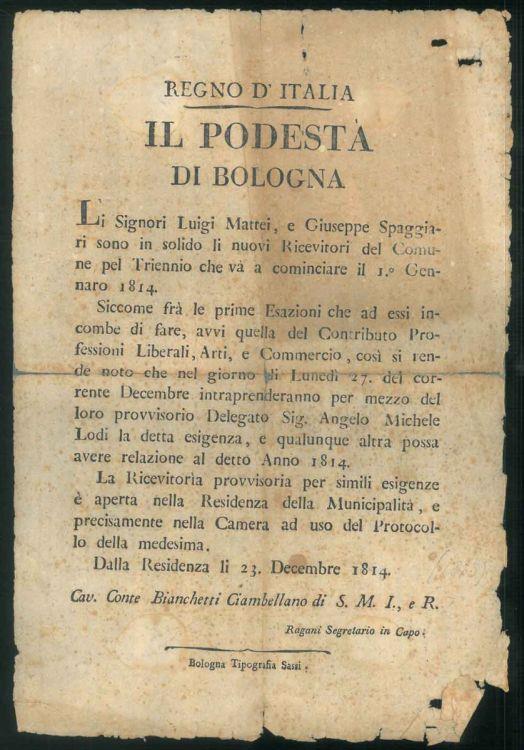 REGNO D' ITALIA
IL PODESTÀ
DI BOLOGNA
Li Signori Luigi Mattei, e Giuseppe Spaggia-
ri sono in solido li nuovi Ricevitori del Comu-
ne pel Triennio che và a cominciare il 1.º Gen-
naro 1814.
Siccome frà le prime Esazioni che ad essi in-
combe di fare, avvi quella del Contributo Pro-
fessioni Liberali, Arti, e Commercio, così si ren-
de noto che nel giorno di Lunedì 27. del cor-
rente Decembre intraprenderanno per mezzo del
loro provvisorio Delegato Sig. Angelo Michele
Lodi la detta esigenza, e qualunque altra possa
avere relazione al detto Anno 1814.
La Ricevitorìa provvisoria per simili esigenze
è aperta nella Residenza della Municipalità, e
precisamente nella Camera ad uso del Protocol-
lo della medesima.
Dalla Residenza li 23. Decembre 1814.
Cav. Conte Bianchetti Ciambellano di S. M. I., e R.
Ragani Segretario in Capo.
Bologna Tipografia Sassi.